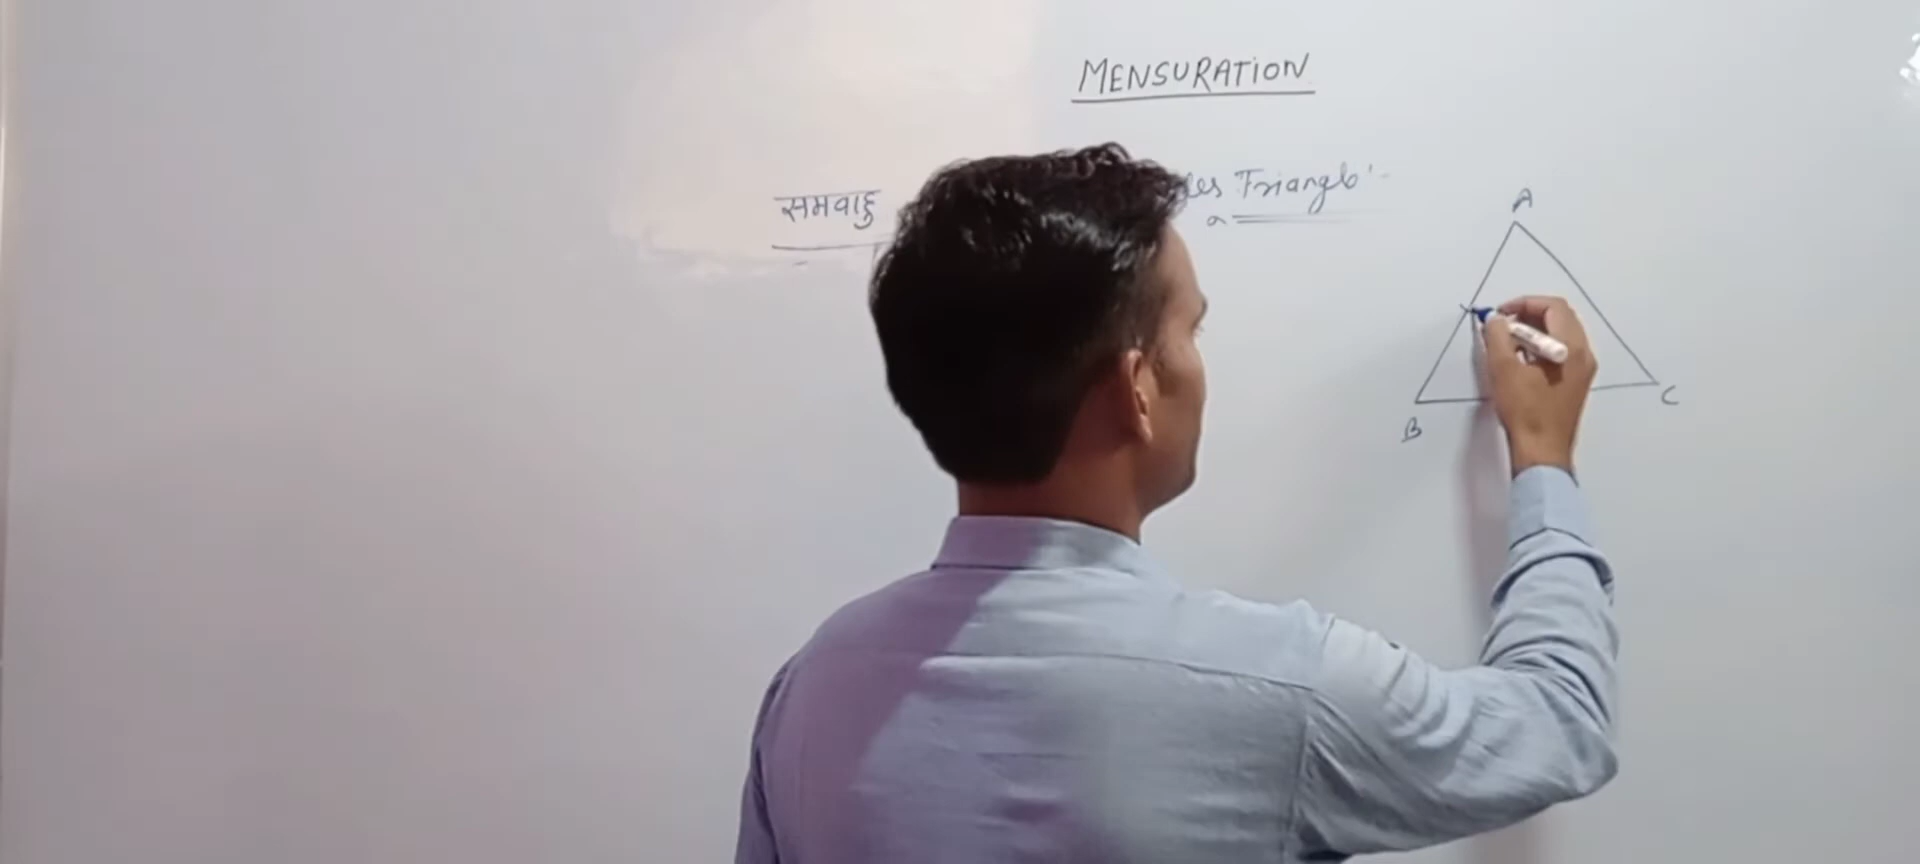 MENSURATION
समबाहु les Triangle :-
A
B
C